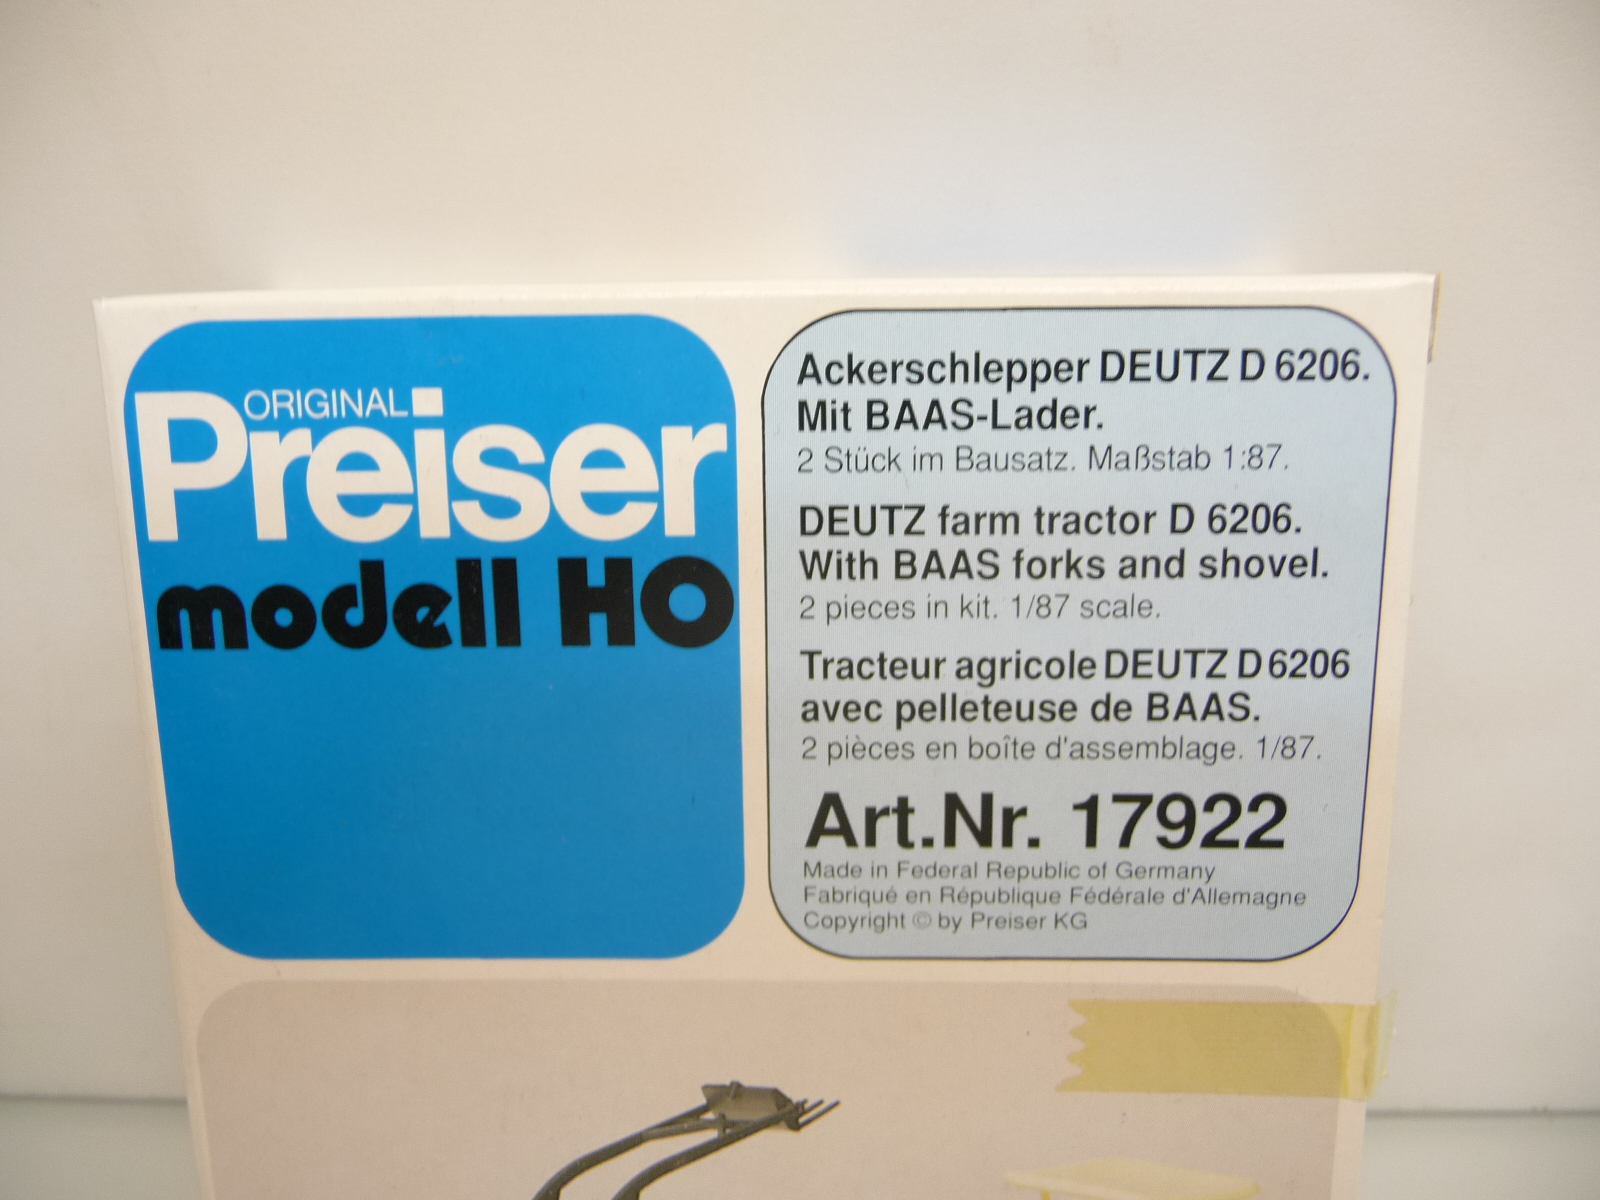 ORIGINAL
Preiser
modell HO
Ackerschlepper DEUTZ D 6206.
Mit BAAS-Lader.
2 Stück im Bausatz. Maßstab 1:87.
DEUTZ farm tractor D 6206.
With BAAS forks and shovel.
2 pieces in kit. 1/87 scale.
Tracteur agricole DEUTZ D 6206
avec pelleteuse de BAAS.
2 pièces en boîte d'assemblage. 1/87.
Art.Nr. 17922
Made in Federal Republic of Germany
Fabriqué en République Fédérale d'Allemagne
Copyright © by Preiser KG